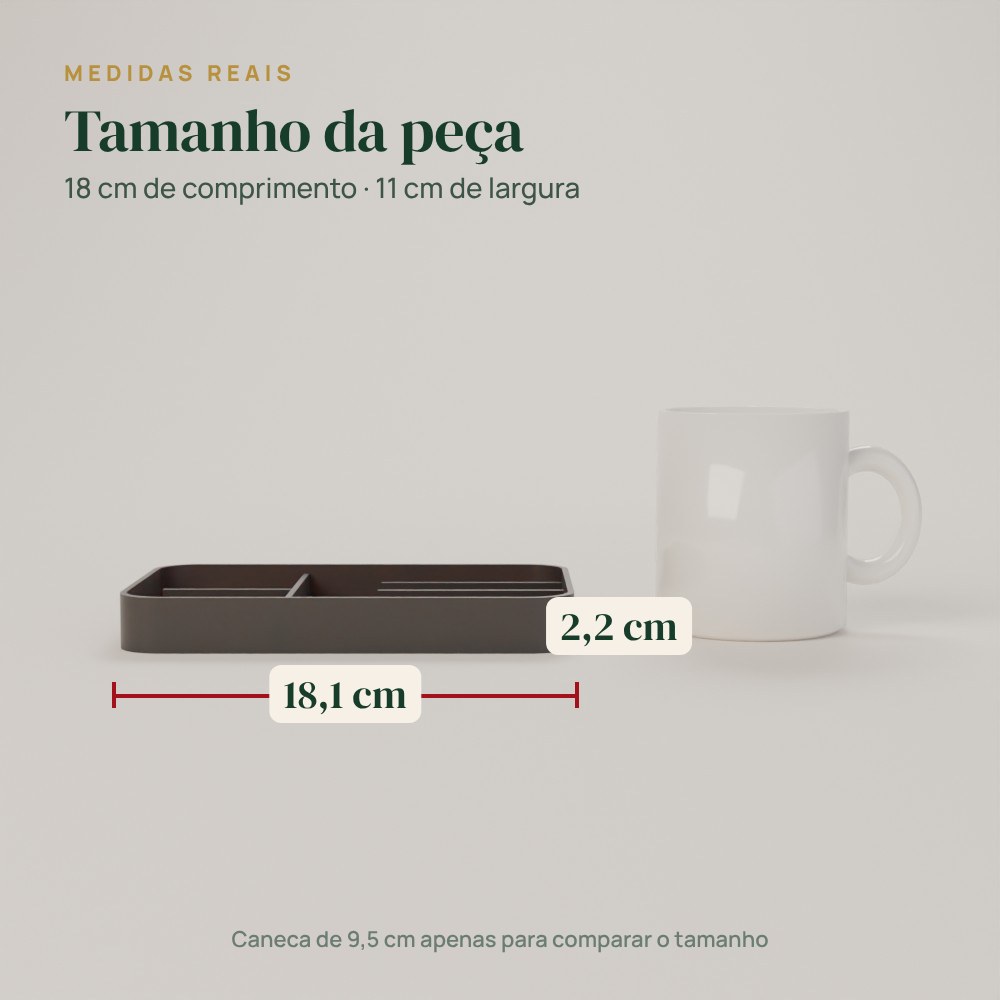 MEDIDAS REAIS
Tamanho da peça
18 cm de comprimento · 11 cm de largura
2,2 cm
18,1 cm
Caneca de 9,5 cm apenas para comparar o tamanho